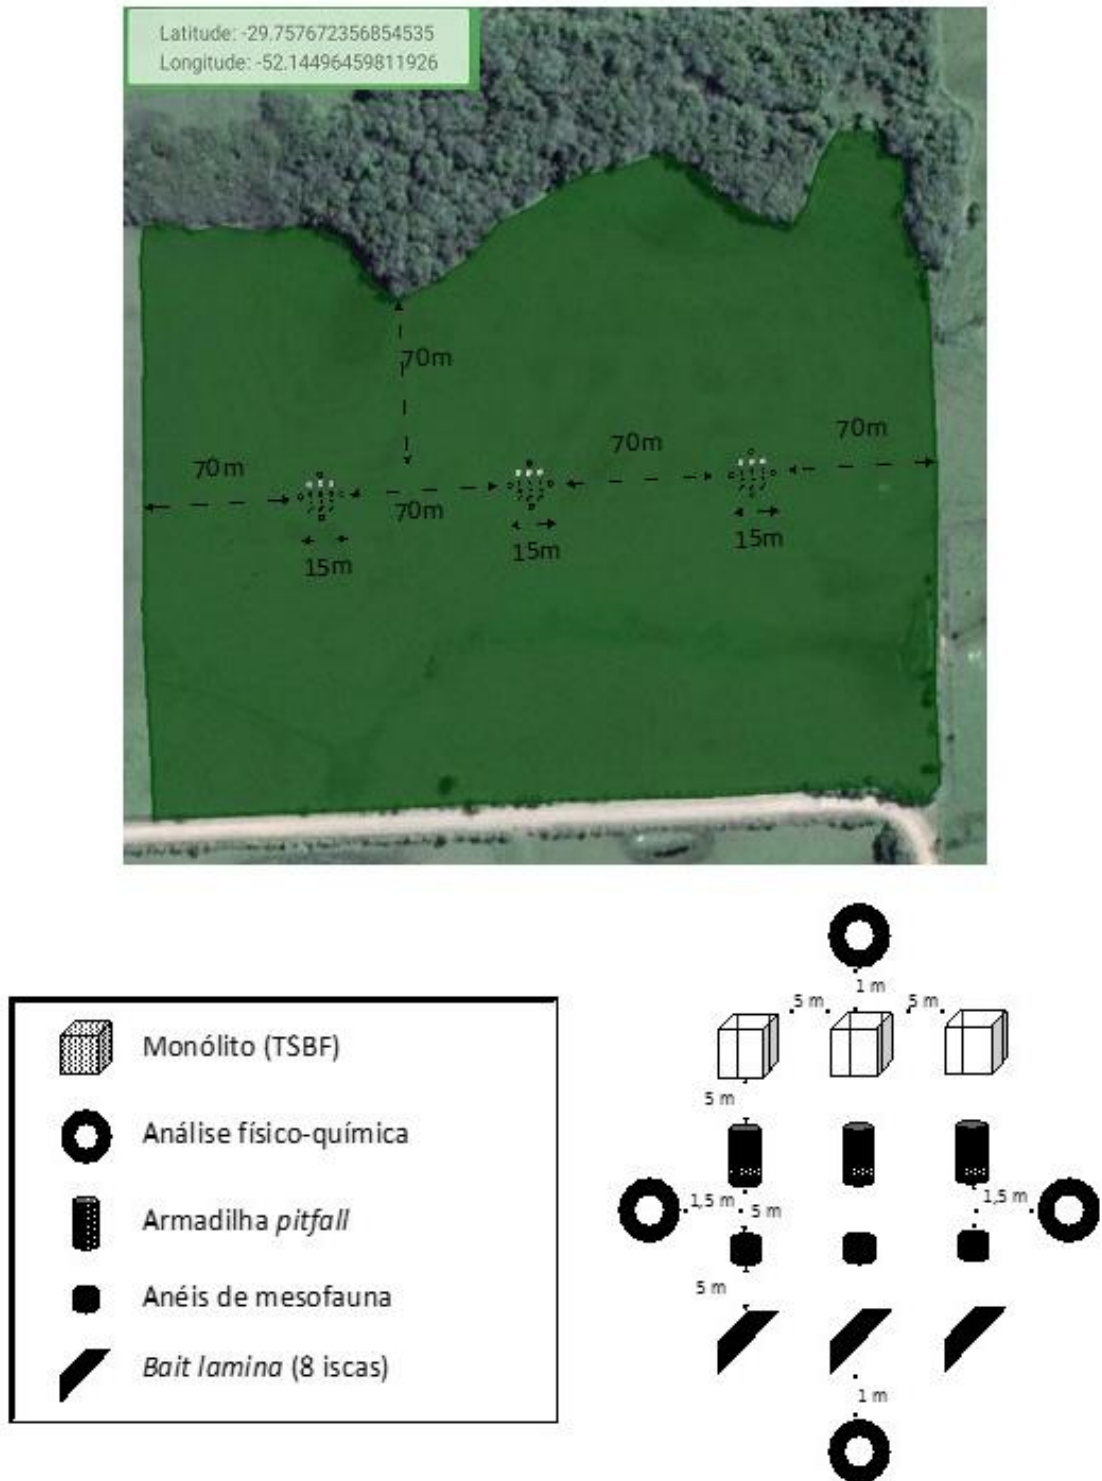 Latitude: -29.757672356854535
Longitude: -52.14496459811926
70m
70m
70m
70m
70m
15m
15m
15m
1 m
5 m
5 m
Monólito (TSBF)
5 m
Análise físico-química
1,5 m
5 m
1,5 m
Armadilha pitfall
Anéis de mesofauna
5 m
Bait lamina (8 iscas)
1 m